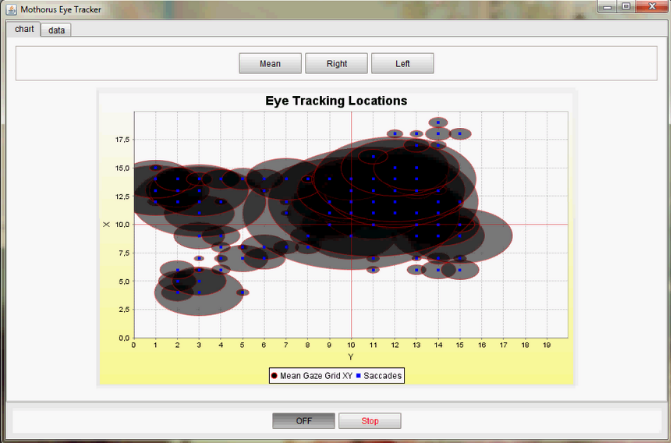 Mothorus Eye Tracker
chart data
Mean Right Left
Eye Tracking Locations
17,5
15,0
12,5
X
10,0
7,5
5,0
2,5
0,0
0 1 2 3 4 5 6 7 8 9 10 11 12 13 14 15 16 17 18 19
Y
Mean Gaze Grid XY Saccades
OFF Stop